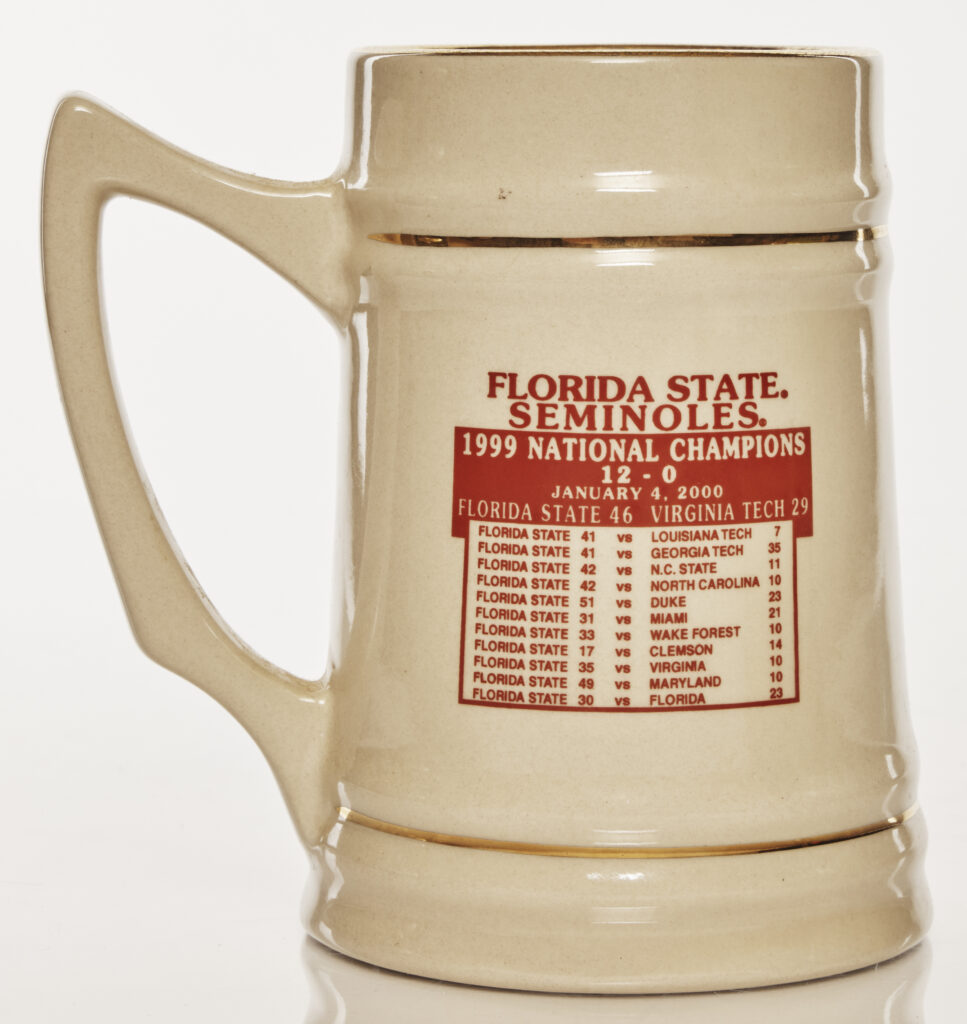 FLORIDA STATE.
SEMINOLES®
1999 NATIONAL CHAMPIONS
12 - 0
JANUARY 4, 2000
FLORIDA STATE 46 VIRGINIA TECH 29
FLORIDA STATE 41 VS LOUISIANA TECH 7
FLORIDA STATE 41 VS GEORGIA TECH 35
FLORIDA STATE 42 VS N.C. STATE 11
FLORIDA STATE 42 VS NORTH CAROLINA 10
FLORIDA STATE 51 VS DUKE 23
FLORIDA STATE 31 VS MIAMI 21
FLORIDA STATE 33 VS WAKE FOREST 10
FLORIDA STATE 17 VS CLEMSON 14
FLORIDA STATE 35 VS VIRGINIA 10
FLORIDA STATE 49 VS MARYLAND 10
FLORIDA STATE 30 VS FLORIDA 23